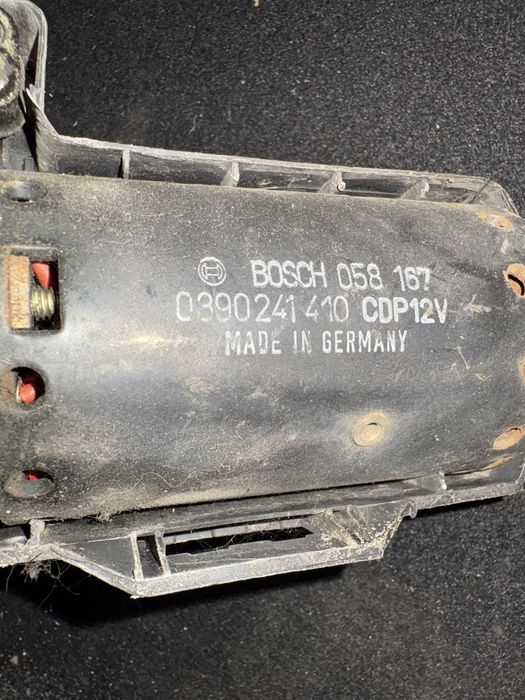 BOSCH 058 167
0390241410 CDP12V
MADE IN GERMANY